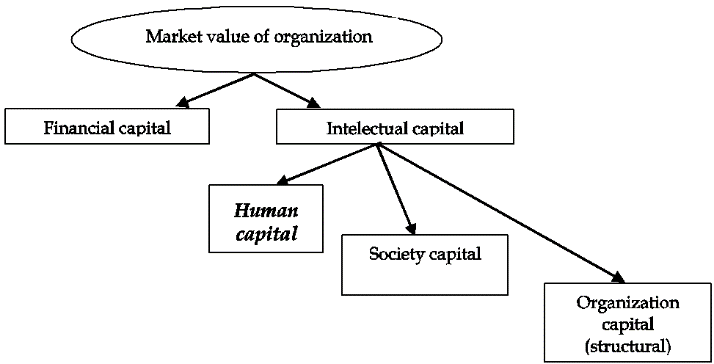 Market value of organization
Financial capital
Intelectual capital
Human
capital
Society capital
Organization
capital
(structural)